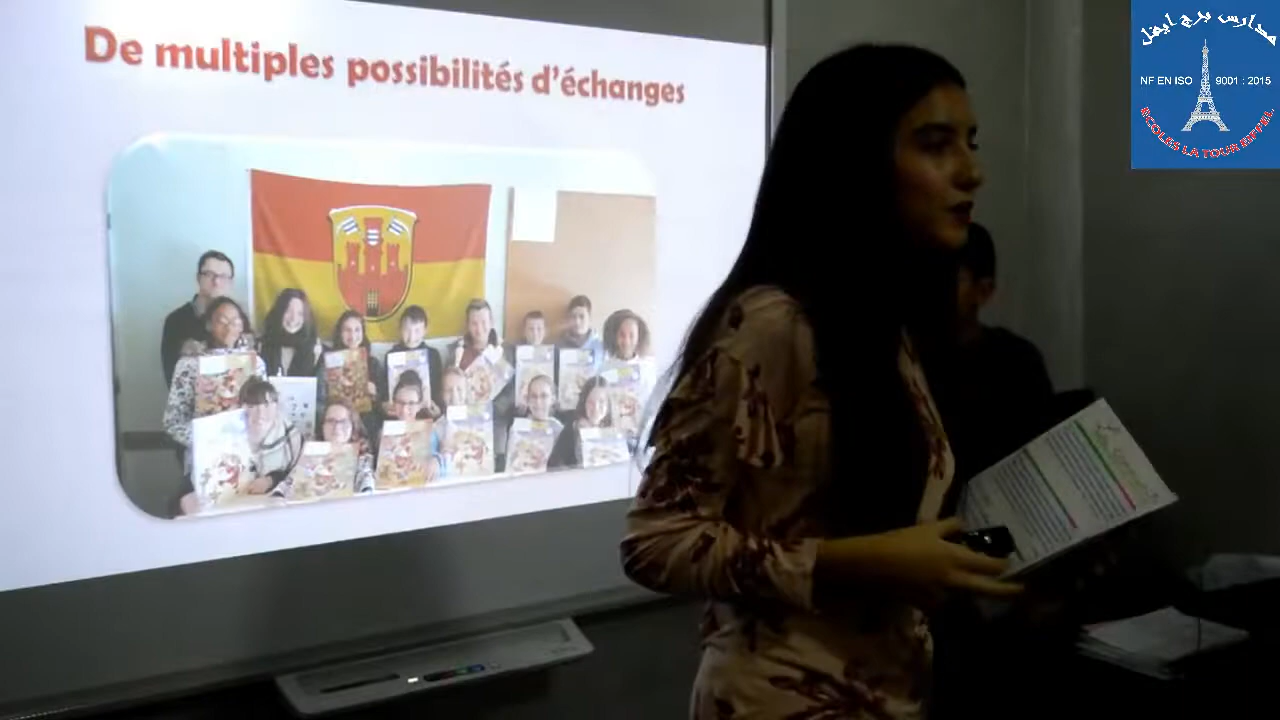 De multiples possibilités d'échanges
مدارس برج ايفل
NF EN ISO 9001 : 2015
ECOLES LA TOUR EIFFEL